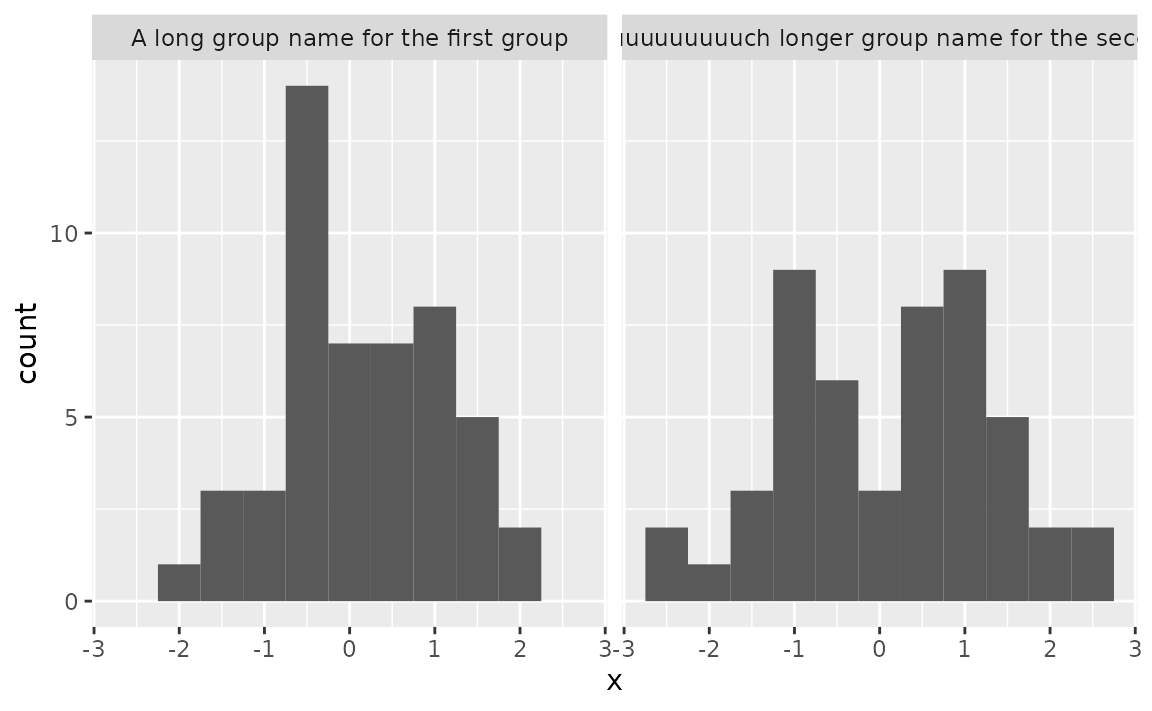 A long group name for the first group
uuuuuuuuch longer group name for the sec
count
10
5
0
-3 -2 -1 0 1 2 3
-3 -2 -1 0 1 2 3
x